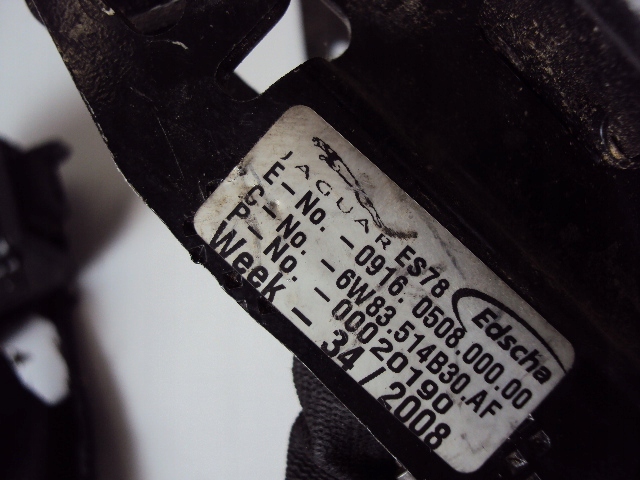 JAGUAR ES78
E-No. - 0916.0508.000.00
C-No. - 6W83.514B30.AF
P-No. - 00020190
Week - 34/2008
Edscha